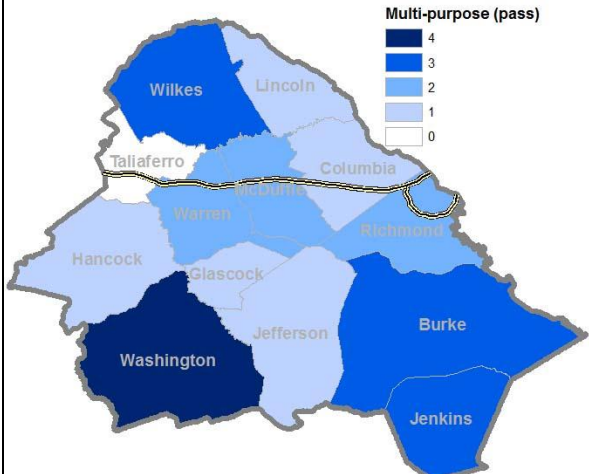 Multi-purpose (pass)
4
3
2
1
0
Wilkes
Lincoln
Taliaferro
Columbia
McDuffie
Warren
Richmond
Hancock
Glascock
Jefferson
Burke
Washington
Jenkins